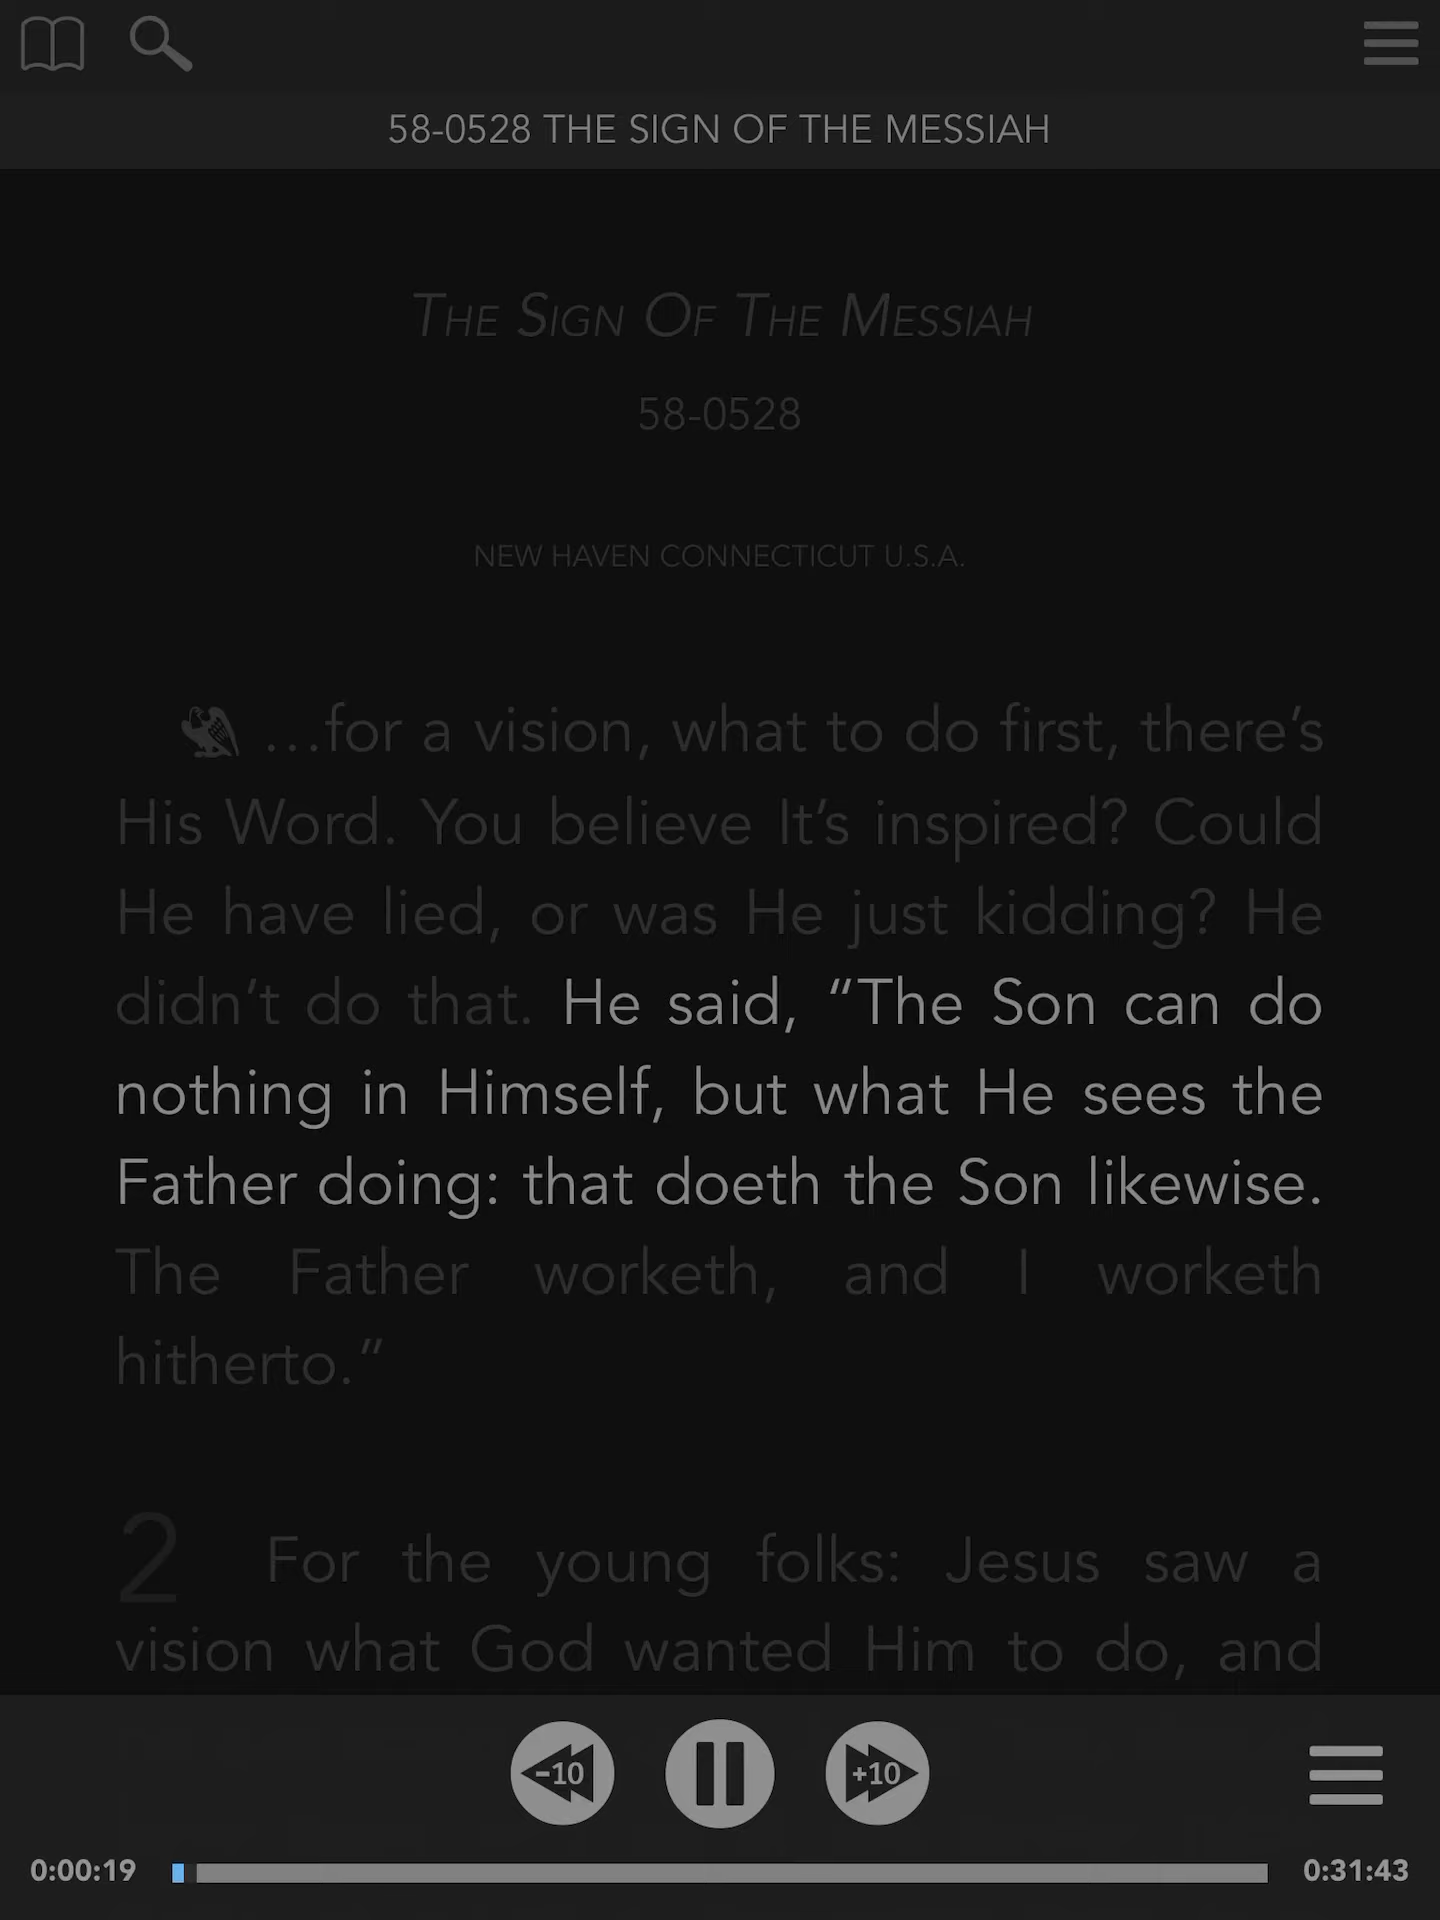 58-0528 THE SIGN OF THE MESSIAH
THE SIGN OF THE MESSIAH
58-0528
NEW HAVEN CONNECTICUT U.S.A.
…for a vision, what to do first, there’s
His Word. You believe It’s inspired? Could
He have lied, or was He just kidding? He
didn’t do that. He said, “The Son can do
nothing in Himself, but what He sees the
Father doing: that doeth the Son likewise.
The Father worketh, and I worketh
hitherto.”
2 For the young folks: Jesus saw a
vision what God wanted Him to do, and
-10 +10
0:00:19 0:31:43